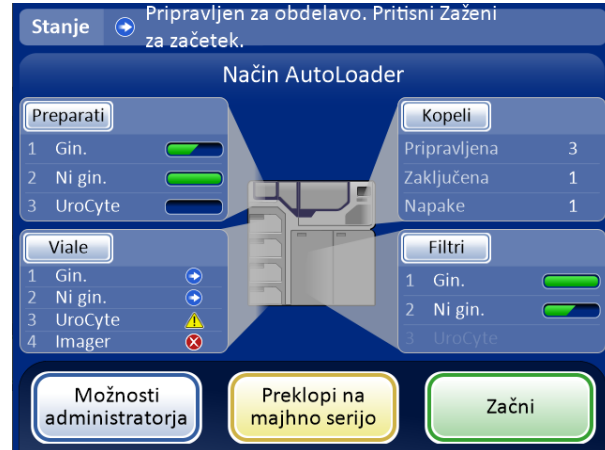 Stanje
Pripravljen za obdelavo. Pritisni Zaženi
za začetek.
Način AutoLoader
Preparati
1 Gin.
2 Ni gin.
3 UroCyte
Kopeli
Pripravljena 3
Zaključena 1
Napake 1
Viale
1 Gin.
2 Ni gin.
3 UroCyte
4 Imager
Filtri
1 Gin.
2 Ni gin.
3 UroCyte
Možnosti
administratorja
Preklopi na
majhno serijo
Začni